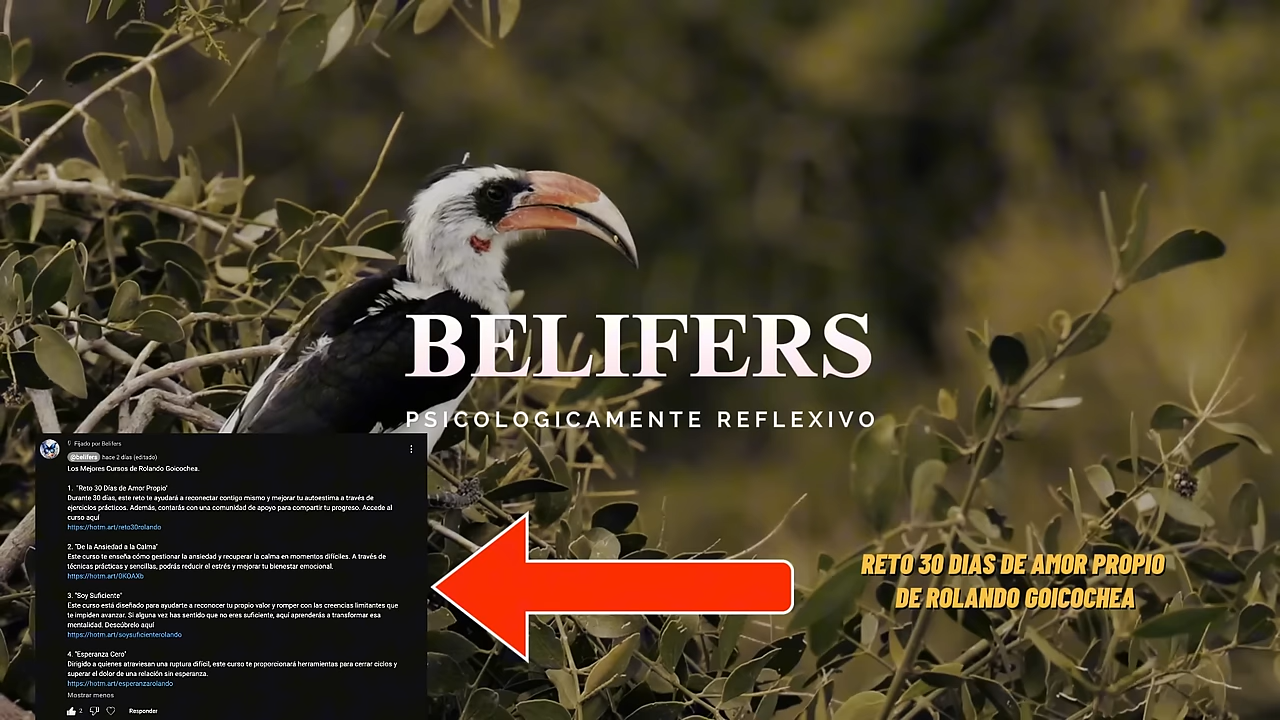 BELIFERS
PSICOLOGICAMENTE REFLEXIVO
Fijado por Belifers
@belifers hace 2 días (editado)
Los Mejores Cursos de Rolando Goicochea.
1. "Reto 30 Días de Amor Propio"
Durante 30 días, este reto te ayudará a reconectar contigo mismo y mejorar tu autoestima a través de
ejercicios prácticos. Además, contarás con una comunidad de apoyo para compartir tu progreso. Accede al
curso aquí
https://hotm.art/reto30rolando
2. "De la Ansiedad a la Calma"
Este curso te enseña cómo gestionar la ansiedad y recuperar la calma en momentos difíciles. A través de
técnicas prácticas y sencillas, podrás reducir el estrés y mejorar tu bienestar emocional.
https://hotm.art/0K0AXb
3. "Soy Suficiente"
Este curso está diseñado para ayudarte a reconocer tu propio valor y romper con las creencias limitantes que
te impiden avanzar. Si alguna vez has sentido que no eres suficiente, aquí aprenderás a transformar esa
mentalidad. Descúbrelo aquí
https://hotm.art/soysuficienterolando
4. "Esperanza Cero"
Dirigido a quienes atraviesan una ruptura difícil, este curso te proporcionará herramientas para cerrar ciclos y
superar el dolor de una relación sin esperanza.
https://hotm.art/esperanzarolando
Mostrar menos
2
Responder
RETO 30 DIAS DE AMOR PROPIO
DE ROLANDO GOICOCHEA